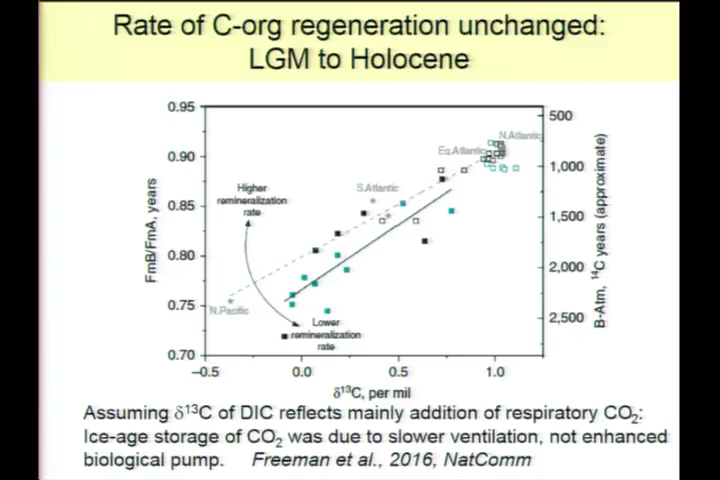 Rate of C-org regeneration unchanged:
LGM to Holocene
0.95
0.90
0.85
0.80
0.75
0.70
FmB/FmA, years
500
1,000
1,500
2,000
2,500
B-Atm, ¹⁴C years (approximate)
N.Atlantic
Eq.Atlantic
S.Atlantic
Higher
remineralization
rate
N.Pacific
Lower
remineralization
rate
−0.5
0.0
0.5
1.0
δ¹³C, per mil
Assuming δ¹³C of DIC reflects mainly addition of respiratory CO₂:
Ice-age storage of CO₂ was due to slower ventilation, not enhanced
biological pump. Freeman et al., 2016, NatComm